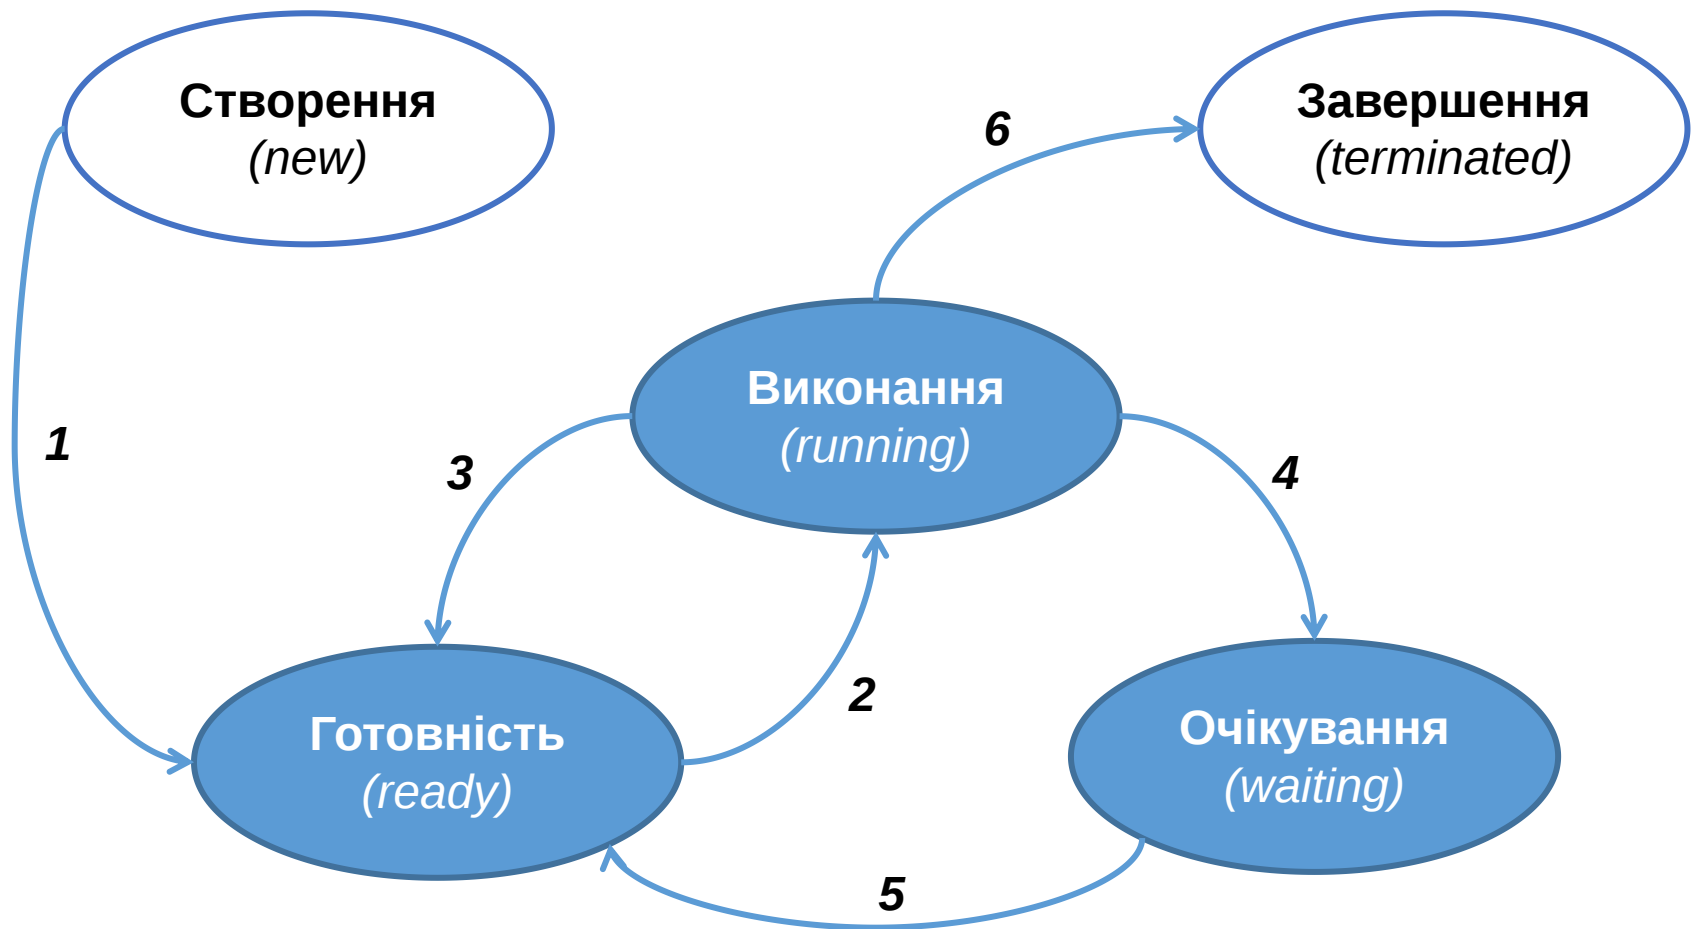 Створення
(new)
Завершення
(terminated)
6
Виконання
(running)
1
3
4
2
Готовність
(ready)
Очікування
(waiting)
5